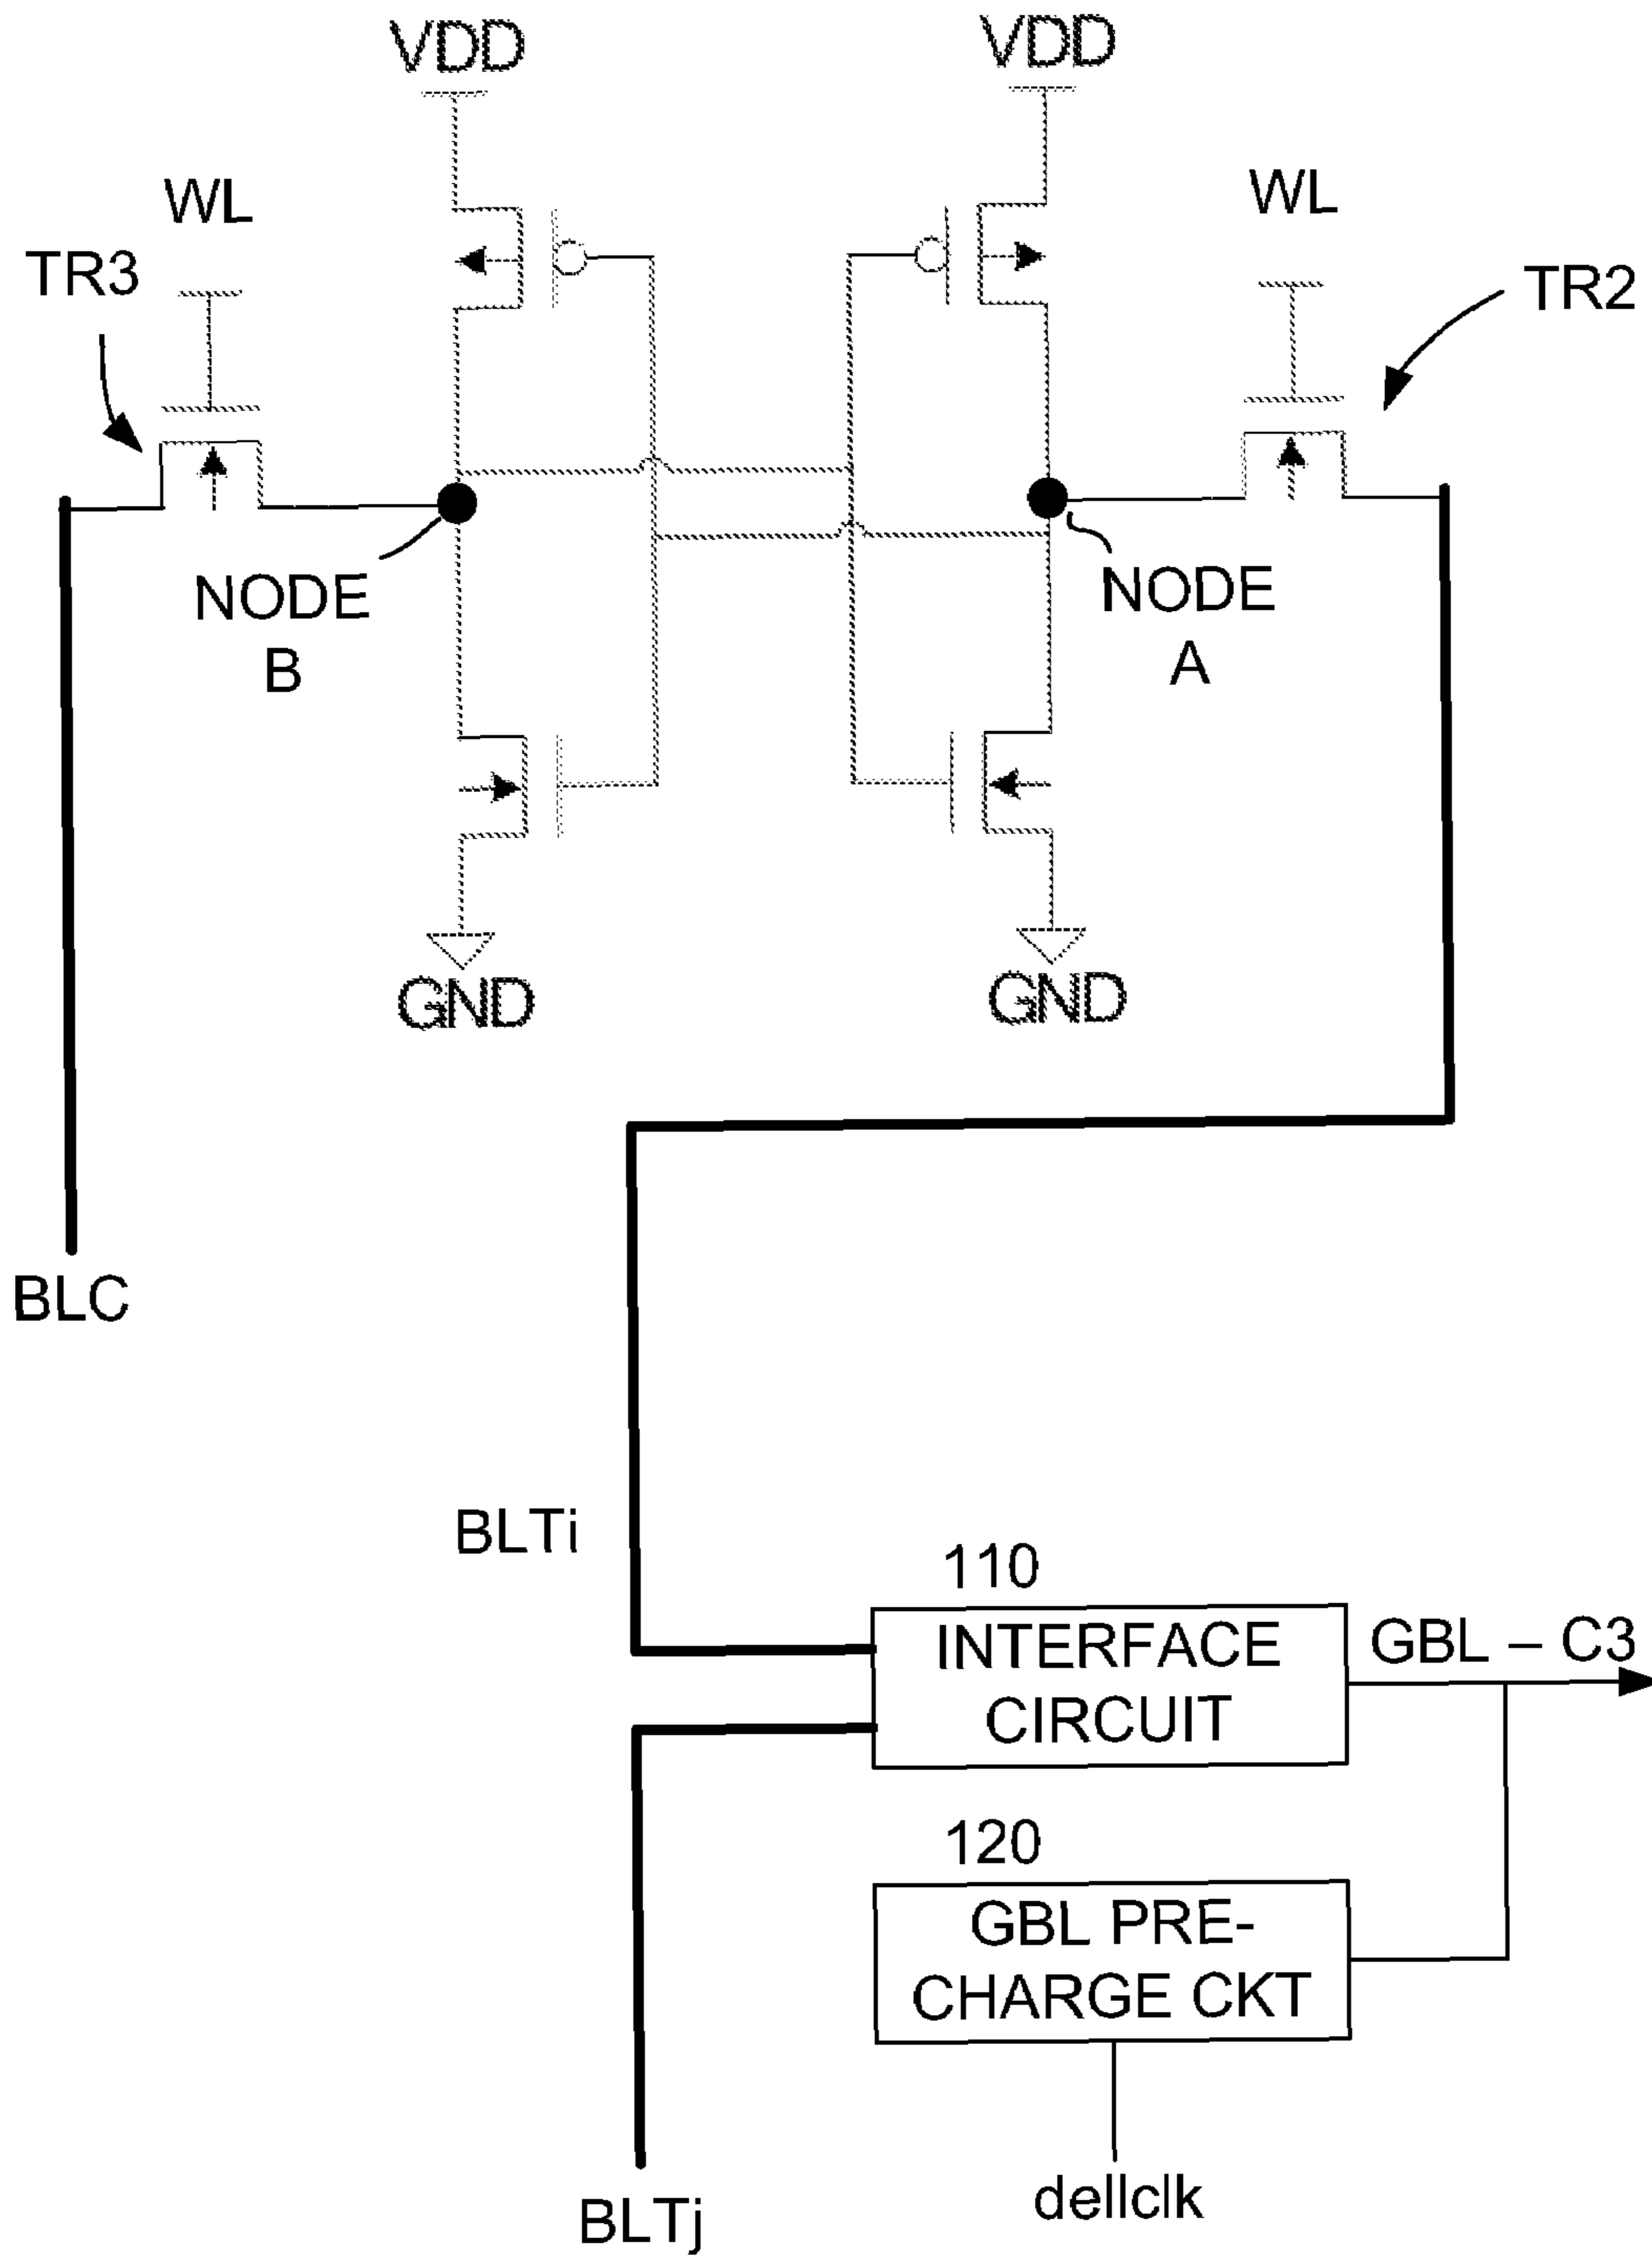 VDD
VDD
WL
WL
TR3
TR2
NODE
B
NODE
A
GND
GND
BLC
BLTi
110
INTERFACE
CIRCUIT
GBL – C3
120
GBL PRE-
CHARGE CKT
dellclk
BLTj